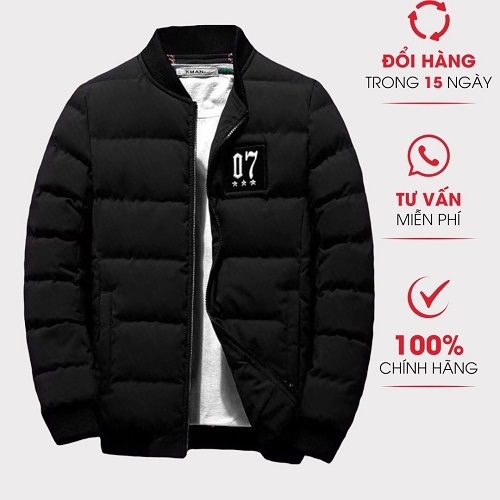 ĐỔI HÀNG
TRONG 15 NGÀY
07
TƯ VẤN
MIỄN PHÍ
100%
CHÍNH HÃNG